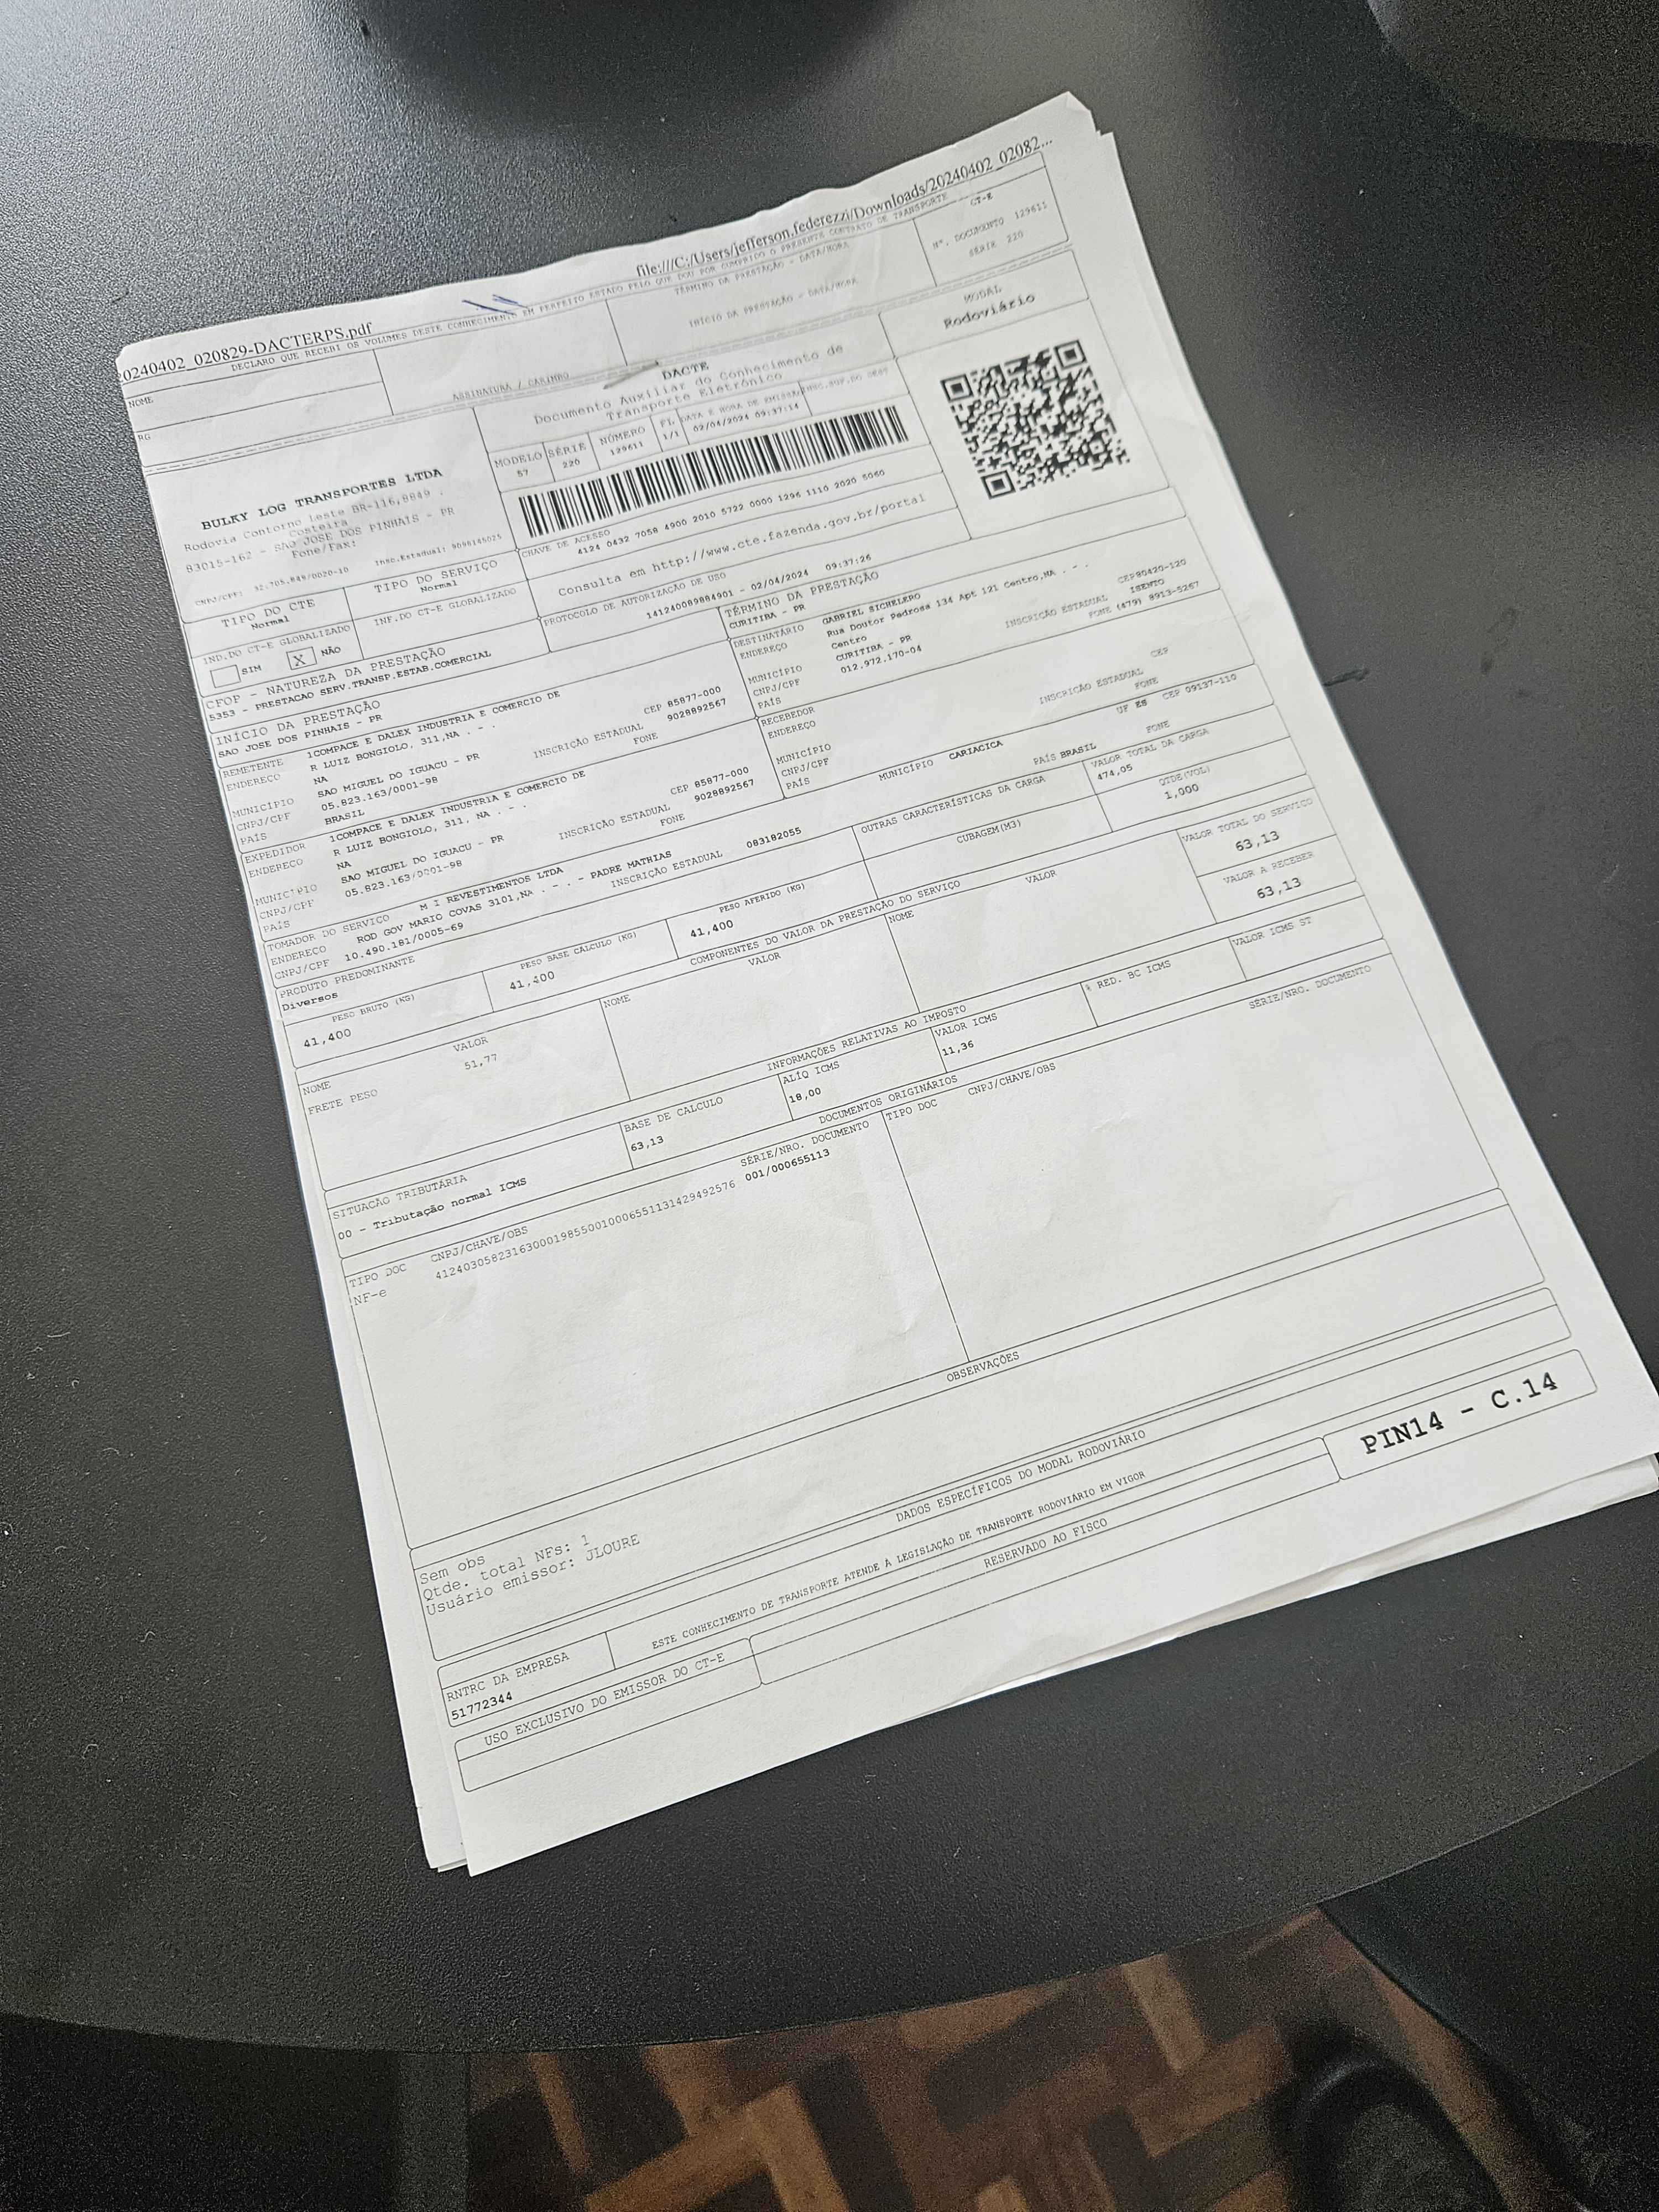 0240402_020829-DACTERPS.pdf
file:///C:/Users/jefferson.federezzi/Downloads/20240402_02082...
DECLARO QUE RECEBI OS VOLUMES DESTE CONHECIMENTO EM PERFEITO ESTADO PELO QUE DOU POR CUMPRIDO O PRESENTE CONTRATO DE TRANSPORTE
NOME
RG
ASSINATURA / CARIMBO
TÉRMINO DA PRESTAÇÃO - DATA/HORA
INÍCIO DA PRESTAÇÃO - DATA/HORA
CT-E
Nº. DOCUMENTO 129611
SÉRIE 220
BULKY LOG TRANSPORTES LTDA
Rodovia Contorno Leste BR-116,8849 .
Costeira
83015-162 - SAO JOSE DOS PINHAIS - PR
Fone/Fax:
CNPJ/CPF: 32.705.849/0020-10 Insc.Estadual: 9098145025
DACTE
Documento Auxiliar do Conhecimento de
Transporte Eletrônico
MODAL
Rodoviário
MODELO
57
SÉRIE
220
NÚMERO
129611
FL
1/1
DATA E HORA DE EMISSÃO
02/04/2024 09:37:14
INSC.SUF.DO DEST
CHAVE DE ACESSO
4124 0432 7058 4900 2010 5722 0000 1296 1110 2020 5060
Consulta em http://www.cte.fazenda.gov.br/portal
PROTOCOLO DE AUTORIZAÇÃO DE USO
141240089884901 - 02/04/2024 09:37:26
TIPO DO CTE
Normal
TIPO DO SERVIÇO
Normal
IND.DO CT-E GLOBALIZADO
SIM
X
NÃO
INF.DO CT-E GLOBALIZADO
CFOP - NATUREZA DA PRESTAÇÃO
5353 - PRESTACAO SERV.TRANSP.ESTAB.COMERCIAL
INÍCIO DA PRESTAÇÃO
SAO JOSE DOS PINHAIS - PR
TÉRMINO DA PRESTAÇÃO
CURITIBA - PR
REMETENTE 1COMPACE E DALEX INDUSTRIA E COMERCIO DE
ENDEREÇO R LUIZ BONGIOLO, 311,NA . - .
NA
MUNICÍPIO SAO MIGUEL DO IGUACU - PR CEP 85877-000
CNPJ/CPF 05.823.163/0001-98 INSCRIÇÃO ESTADUAL 9028892567
PAÍS BRASIL FONE
DESTINATÁRIO GABRIEL SICHELERO
ENDEREÇO Rua Doutor Pedrosa 134 Apt 121 Centro,NA . - .
Centro
MUNICÍPIO CURITIBA - PR CEP80420-120
CNPJ/CPF 012.972.170-04 INSCRIÇÃO ESTADUAL ISENTO
PAÍS FONE (479) 8913-5267
EXPEDIDOR 1COMPACE E DALEX INDUSTRIA E COMERCIO DE
ENDEREÇO R LUIZ BONGIOLO, 311, NA . - .
NA
MUNICÍPIO SAO MIGUEL DO IGUACU - PR CEP 85877-000
CNPJ/CPF 05.823.163/0001-98 INSCRIÇÃO ESTADUAL 9028892567
PAÍS FONE
RECEBEDOR
ENDEREÇO
MUNICÍPIO CEP
CNPJ/CPF INSCRIÇÃO ESTADUAL
PAÍS FONE
TOMADOR DO SERVIÇO M I REVESTIMENTOS LTDA MUNICÍPIO CARIACICA UF ES CEP 09137-110
ENDEREÇO ROD GOV MARIO COVAS 3101,NA . - . - PADRE MATHIAS PAÍS BRASIL
CNPJ/CPF 10.490.181/0005-69 INSCRIÇÃO ESTADUAL 083182055 FONE
PRODUTO PREDOMINANTE
Diversos
OUTRAS CARACTERÍSTICAS DA CARGA
VALOR TOTAL DA CARGA
474,05
PESO BRUTO (KG)
41,400
PESO BASE CÁLCULO (KG)
41,400
PESO AFERIDO (KG)
41,400
CUBAGEM(M3)
QTDE(VOL)
1,000
COMPONENTES DO VALOR DA PRESTAÇÃO DO SERVIÇO
NOME VALOR
FRETE PESO 51,77
NOME VALOR
NOME VALOR
VALOR TOTAL DO SERVICO
63,13
VALOR A RECEBER
63,13
INFORMAÇÕES RELATIVAS AO IMPOSTO
SITUAÇÃO TRIBUTÁRIA
00 - Tributação normal ICMS
BASE DE CALCULO
63,13
ALÍQ ICMS
18,00
VALOR ICMS
11,36
% RED. BC ICMS
VALOR ICMS ST
DOCUMENTOS ORIGINÁRIOS
TIPO DOC CNPJ/CHAVE/OBS SÉRIE/NRO. DOCUMENTO
NF-e 41240305823163000198550010006551131429492576 001/000655113
TIPO DOC CNPJ/CHAVE/OBS SÉRIE/NRO. DOCUMENTO
OBSERVAÇÕES
Sem obs
Qtde. total NFs: 1
Usuário emissor: JLOURE
DADOS ESPECÍFICOS DO MODAL RODOVIÁRIO
RNTRC DA EMPRESA
51772344
ESTE CONHECIMENTO DE TRANSPORTE ATENDE À LEGISLAÇÃO DE TRANSPORTE RODOVIÁRIO EM VIGOR
USO EXCLUSIVO DO EMISSOR DO CT-E
RESERVADO AO FISCO
PIN14 - C.14